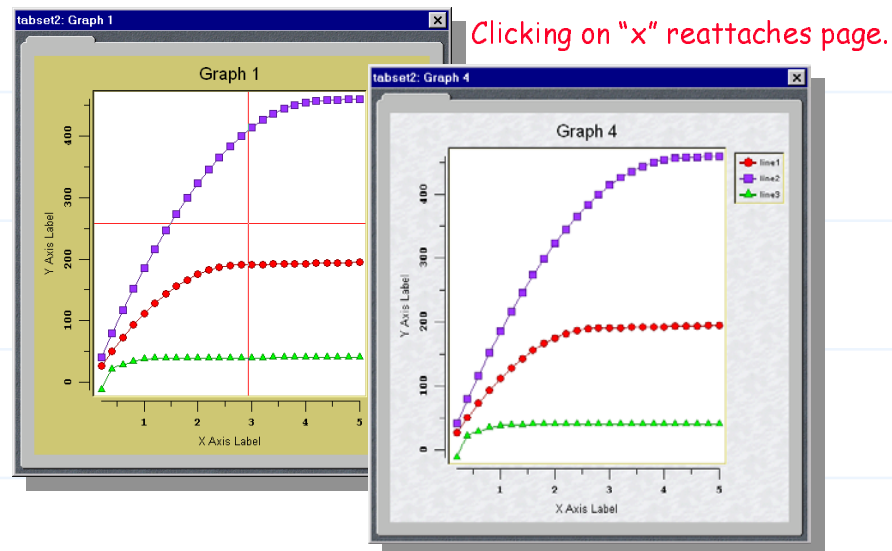 tabset2: Graph 1
Clicking on “x” reattaches page.
Graph 1
400
300
200
100
0
Y Axis Label
1
2
3
4
5
X Axis Label
tabset2: Graph 4
Graph 4
line1
line2
line3
400
300
200
100
0
Y Axis Label
1
2
3
4
5
X Axis Label